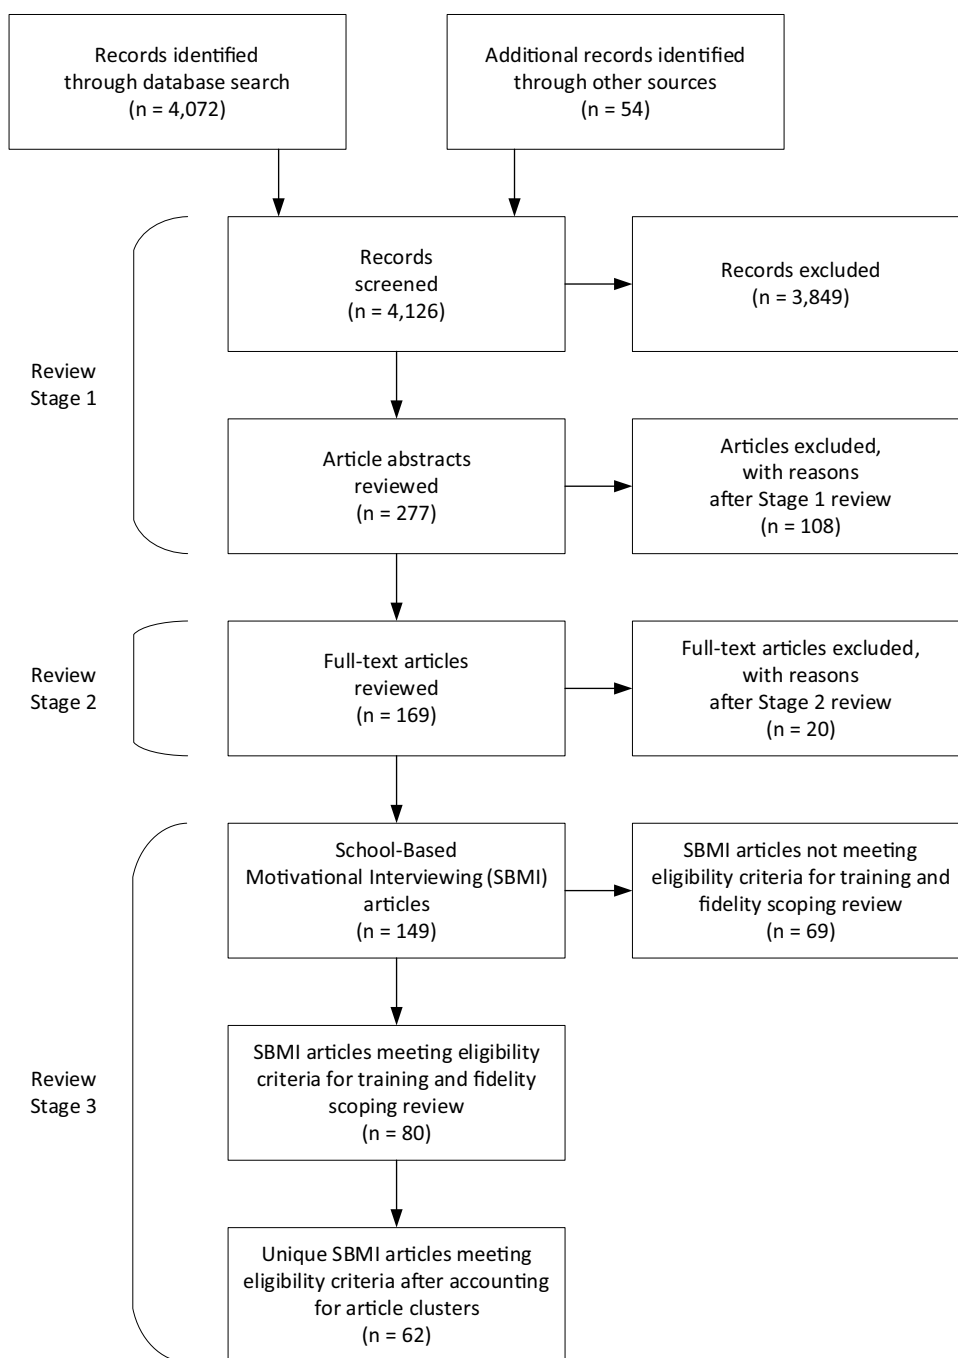 Records identified
through database search
(n = 4,072)
Additional records identified
through other sources
(n = 54)
Review
Stage 1
Records
screened
(n = 4,126)
Records excluded
(n = 3,849)
Article abstracts
reviewed
(n = 277)
Articles excluded,
with reasons
after Stage 1 review
(n = 108)
Review
Stage 2
Full-text articles
reviewed
(n = 169)
Full-text articles excluded,
with reasons
after Stage 2 review
(n = 20)
Review
Stage 3
School-Based
Motivational Interviewing (SBMI)
articles
(n = 149)
SBMI articles not meeting
eligibility criteria for training and
fidelity scoping review
(n = 69)
SBMI articles meeting eligibility
criteria for training and fidelity
scoping review
(n = 80)
Unique SBMI articles meeting
eligibility criteria after accounting
for article clusters
(n = 62)